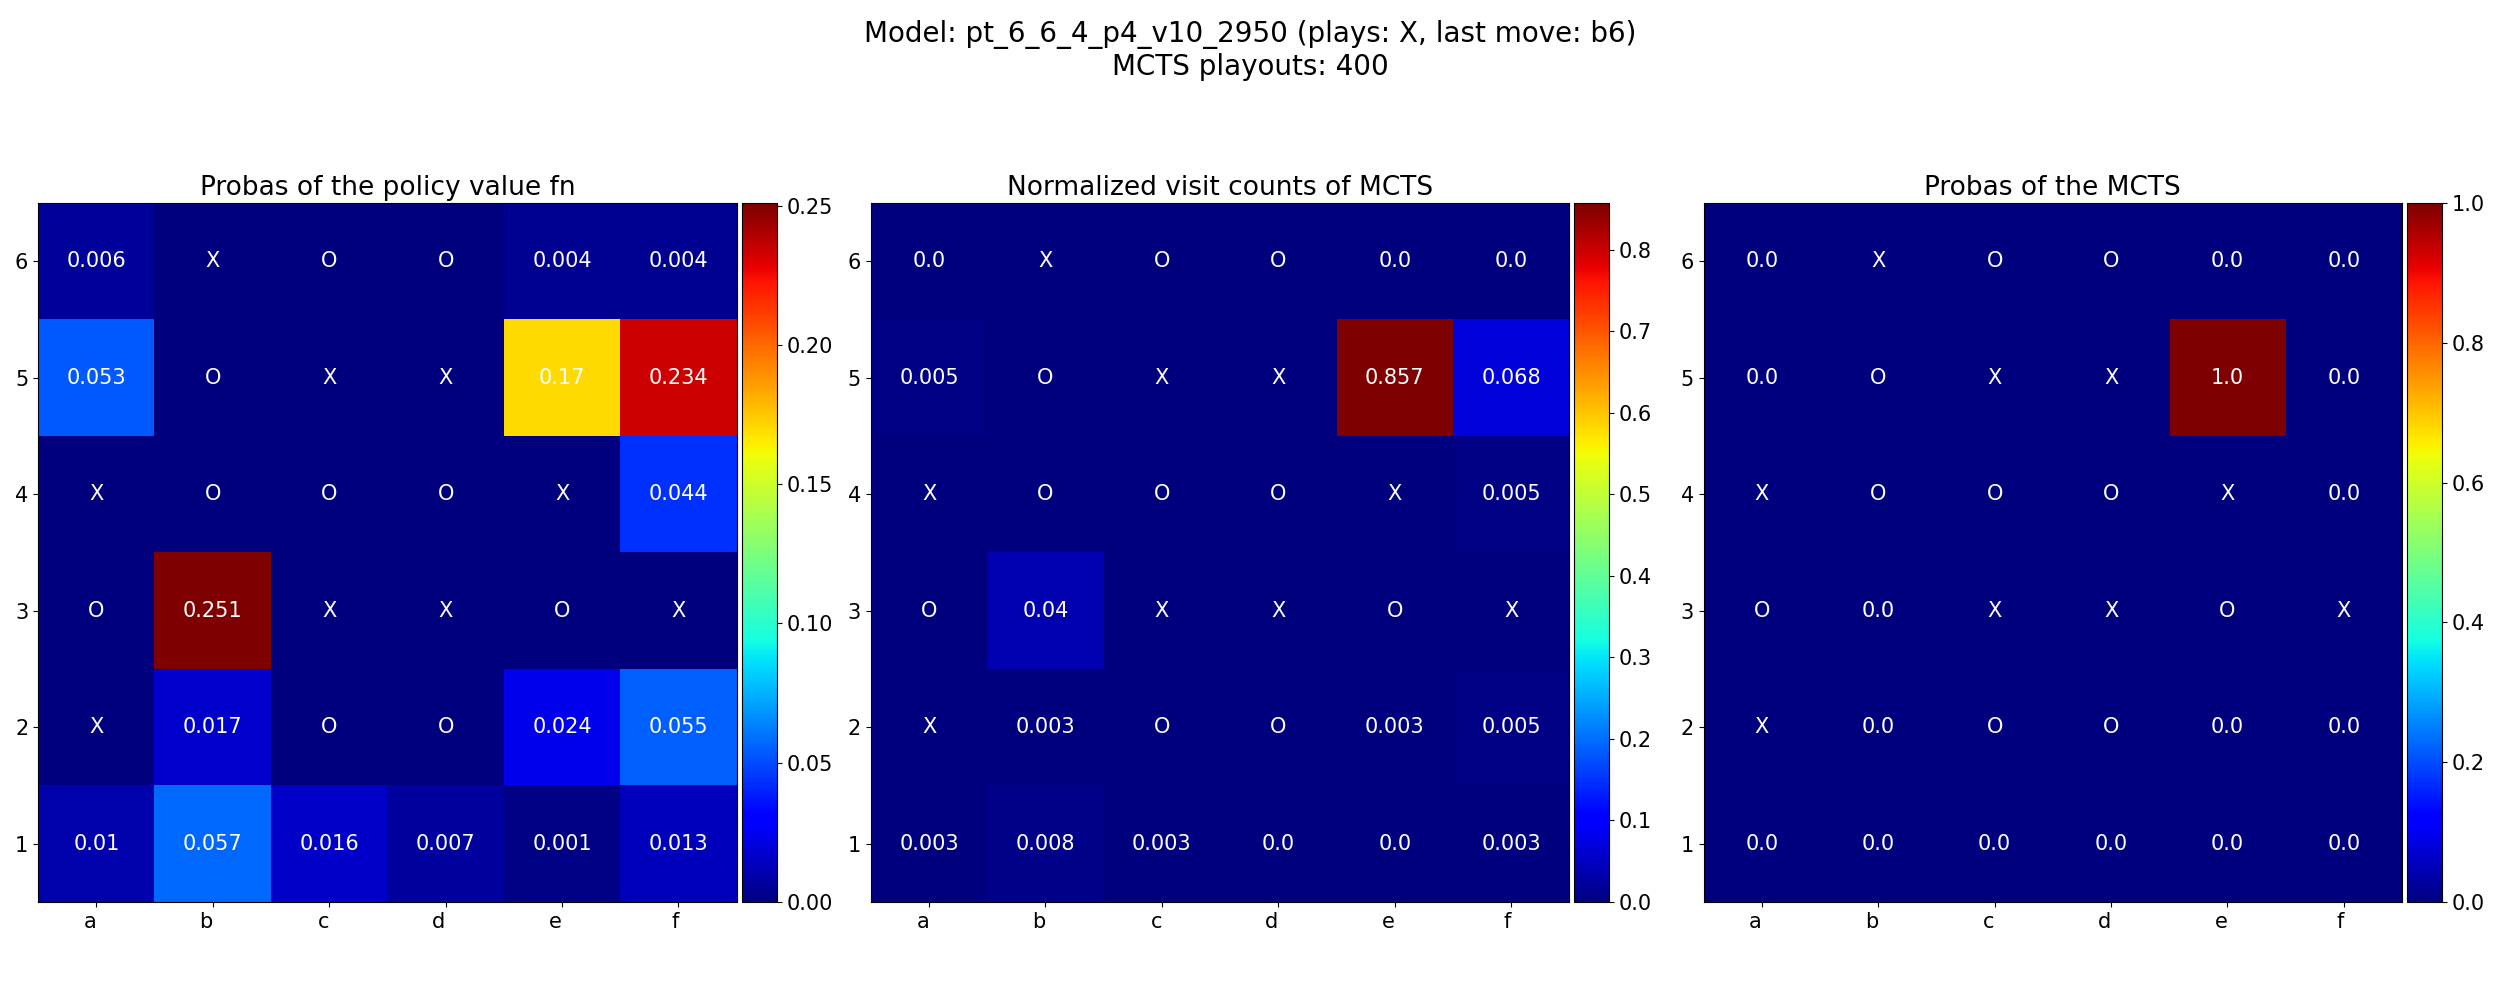 Model: pt_6_6_4_p4_v10_2950 (plays: X, last move: b6)
MCTS playouts: 400
Probas of the policy value fn
6 0.006 X O O 0.004 0.004
5 0.053 O X X 0.17 0.234
4 X O O O X 0.044
3 O 0.251 X X O X
2 X 0.017 O O 0.024 0.055
1 0.01 0.057 0.016 0.007 0.001 0.013
a b c d e f
0.25
0.20
0.15
0.10
0.05
0.00
Normalized visit counts of MCTS
6 0.0 X O O 0.0 0.0
5 0.005 O X X 0.857 0.068
4 X O O O X 0.005
3 O 0.04 X X O X
2 X 0.003 O O 0.003 0.005
1 0.003 0.008 0.003 0.0 0.0 0.003
a b c d e f
0.8
0.7
0.6
0.5
0.4
0.3
0.2
0.1
0.0
Probas of the MCTS
6 0.0 X O O 0.0 0.0
5 0.0 O X X 1.0 0.0
4 X O O O X 0.0
3 O 0.0 X X O X
2 X 0.0 O O 0.0 0.0
1 0.0 0.0 0.0 0.0 0.0 0.0
a b c d e f
1.0
0.8
0.6
0.4
0.2
0.0